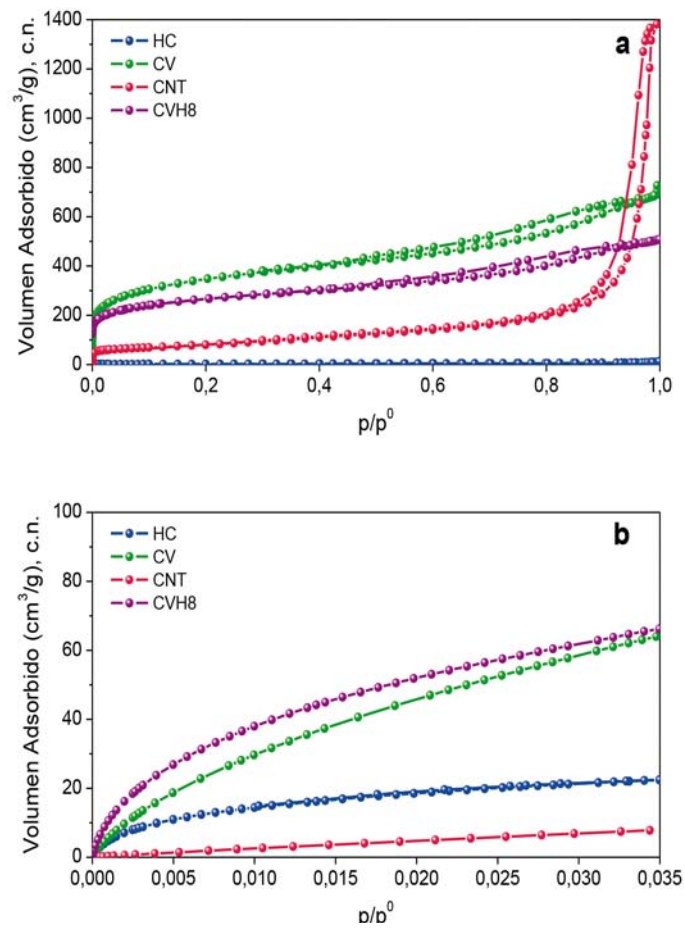 a
HC
CV
CNT
CVH8
1400
1200
1000
800
600
400
200
0
Volumen Adsorbido (cm³/g), c.n.
0,0 0,2 0,4 0,6 0,8 1,0
p/p⁰
b
HC
CV
CNT
CVH8
100
80
60
40
20
0
Volumen Adsorbido (cm³/g), c.n.
0,000 0,005 0,010 0,015 0,020 0,025 0,030 0,035
p/p⁰